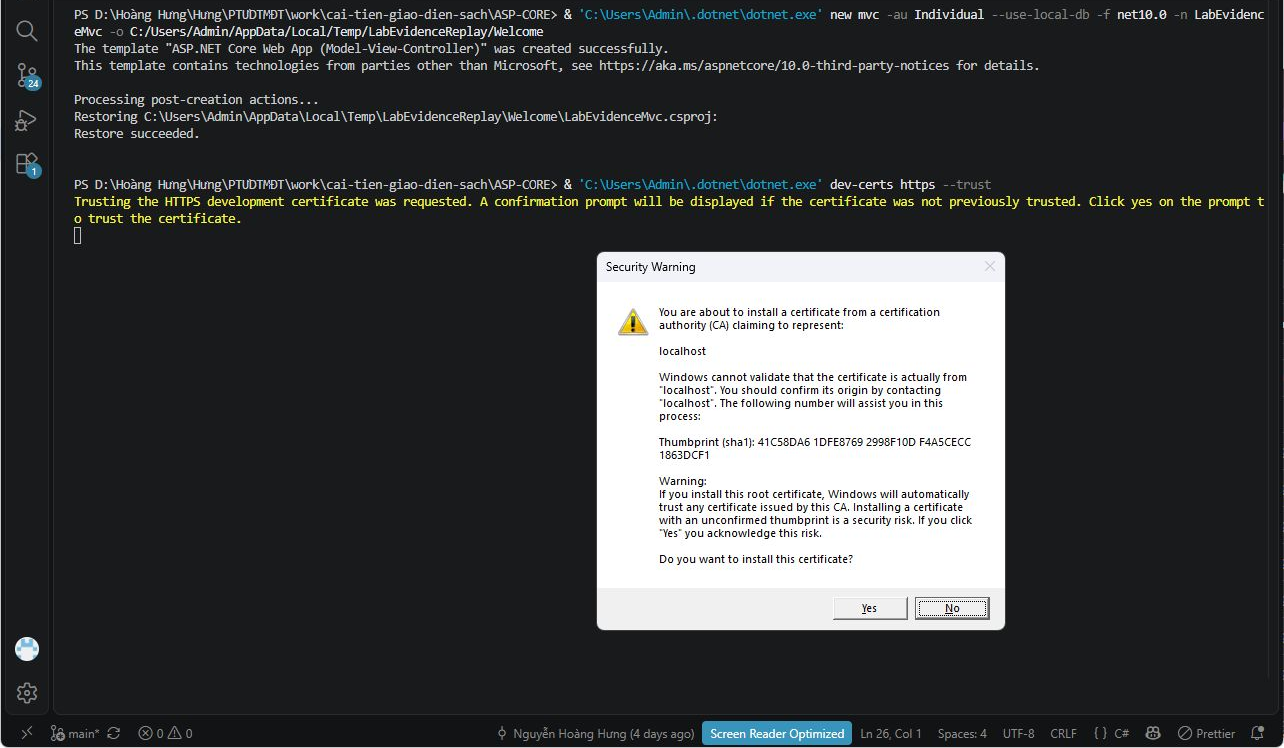 PS D:\Hoàng Hưng\Hưng\PTUDTMĐT\work\cai-tien-giao-dien-sach\ASP-CORE> & 'C:\Users\Admin\.dotnet\dotnet.exe' new mvc -au Individual --use-local-db -f net10.0 -n LabEvidenc
eMvc -o C:/Users/Admin/AppData/Local/Temp/LabEvidenceReplay/Welcome
The template "ASP.NET Core Web App (Model-View-Controller)" was created successfully.
This template contains technologies from parties other than Microsoft, see https://aka.ms/aspnetcore/10.0-third-party-notices for details.
24
Processing post-creation actions...
Restoring C:\Users\Admin\AppData\Local\Temp\LabEvidenceReplay\Welcome\LabEvidenceMvc.csproj:
Restore succeeded.
1
PS D:\Hoàng Hưng\Hưng\PTUDTMĐT\work\cai-tien-giao-dien-sach\ASP-CORE> & 'C:\Users\Admin\.dotnet\dotnet.exe' dev-certs https --trust
Trusting the HTTPS development certificate was requested. A confirmation prompt will be displayed if the certificate was not previously trusted. Click yes on the prompt t
o trust the certificate.
Security Warning
You are about to install a certificate from a certification
authority (CA) claiming to represent:
localhost
Windows cannot validate that the certificate is actually from
"localhost". You should confirm its origin by contacting
"localhost". The following number will assist you in this
process:
Thumbprint (sha1): 41C58DA6 1DFE8769 2998F10D F4A5CECC
1863DCF1
Warning:
If you install this root certificate, Windows will automatically
trust any certificate issued by this CA. Installing a certificate
with an unconfirmed thumbprint is a security risk. If you click
"Yes" you acknowledge this risk.
Do you want to install this certificate?
Yes No
main* 0 0 Nguyễn Hoàng Hưng (4 days ago) Screen Reader Optimized Ln 26, Col 1 Spaces: 4 UTF-8 CRLF { } C# Prettier